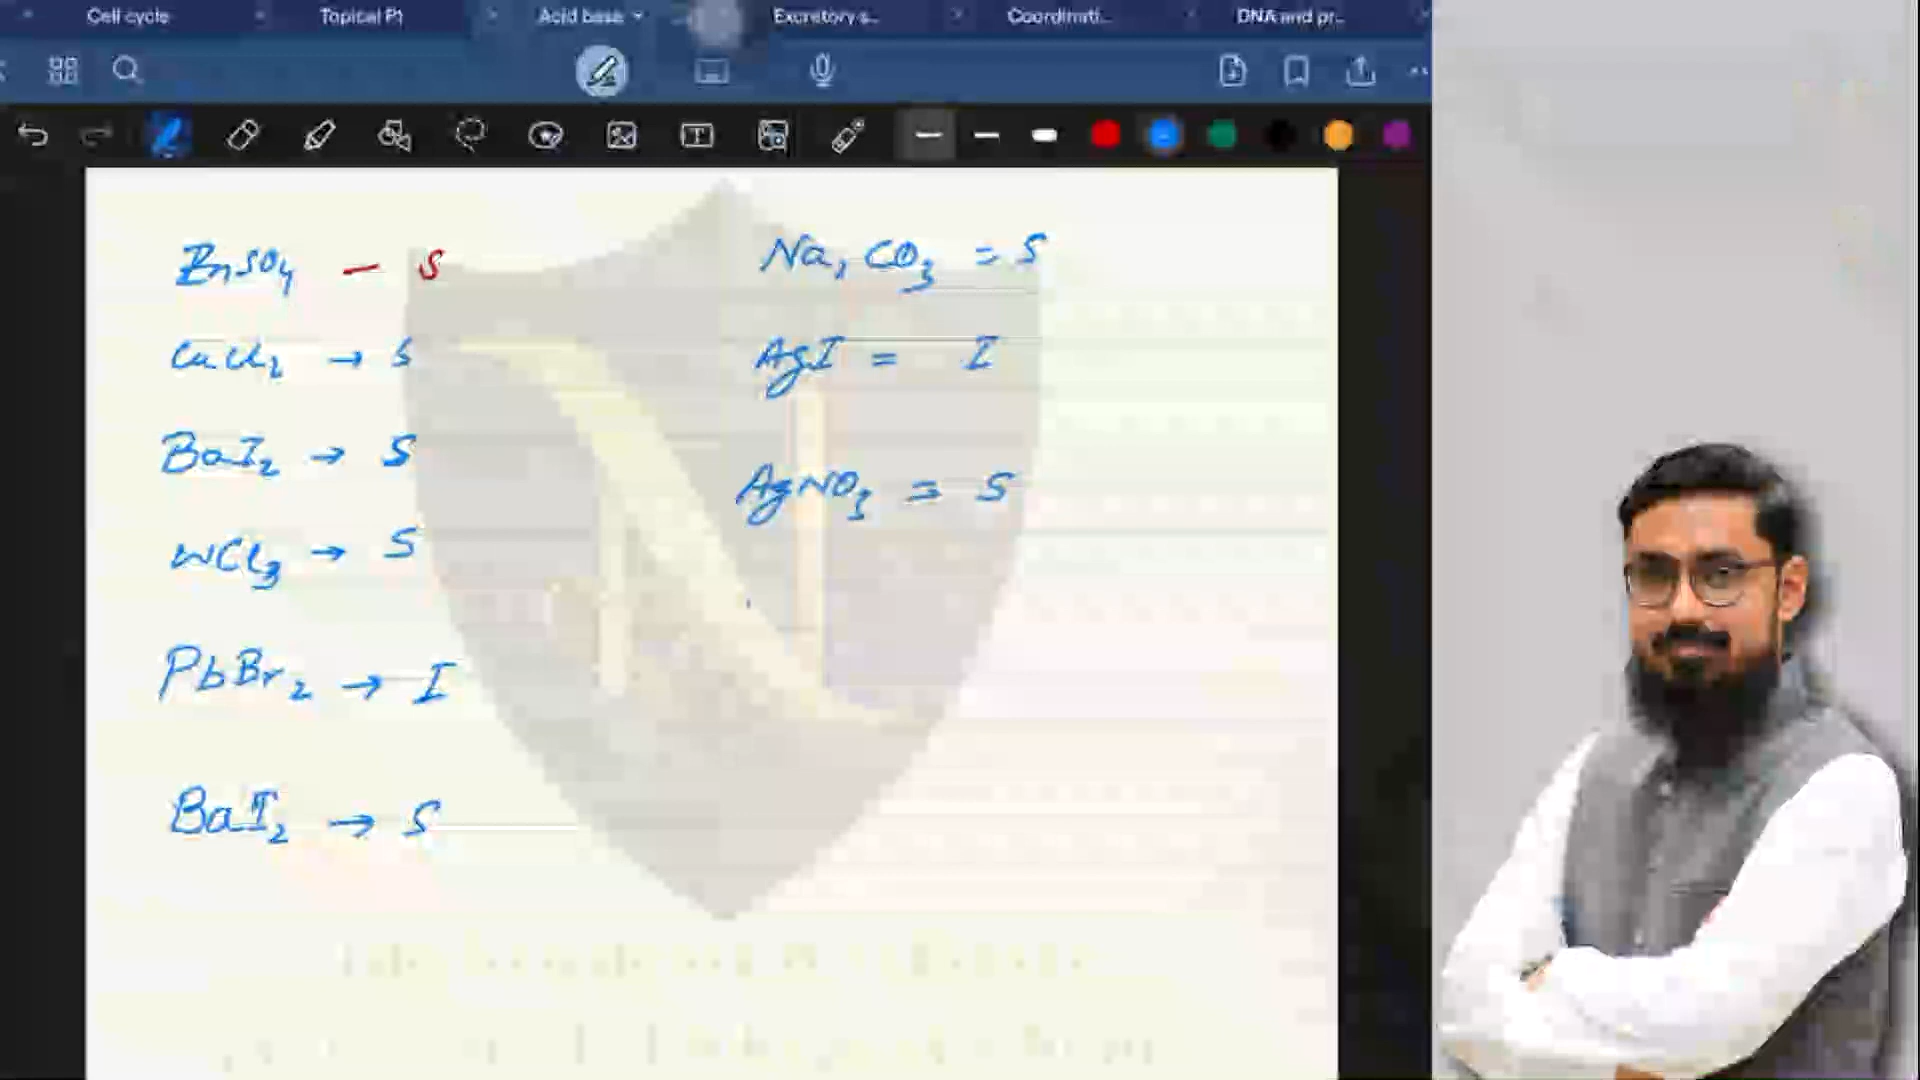 Cell cycle
Topical P1
Acid base
Excretory s...
Coordinati...
DNA and pr...
ZnSO4 — S
CuCl2 → S
BaI2 → S
WCl3 → S
PbBr2 → I
BaI2 → S
Na2CO3 = S
AgI = I
AgNO3 = S